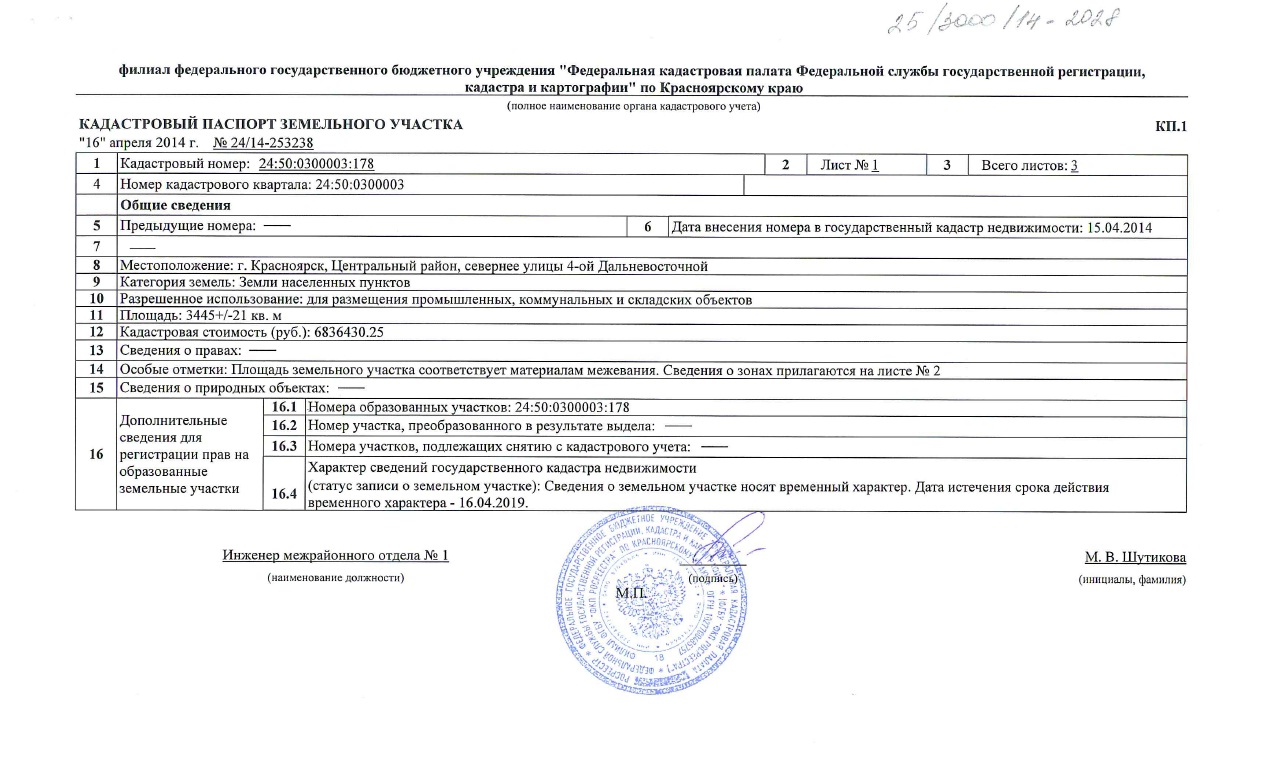 25/3000/14-2028
филиал федерального государственного бюджетного учреждения "Федеральная кадастровая палата Федеральной службы государственной регистрации,
кадастра и картографии" по Красноярскому краю
(полное наименование органа кадастрового учета)
КАДАСТРОВЫЙ ПАСПОРТ ЗЕМЕЛЬНОГО УЧАСТКА КП.1
"16" апреля 2014 г. № 24/14-253238
1 Кадастровый номер: 24:50:0300003:178 2 Лист № 1 3 Всего листов: 3
4 Номер кадастрового квартала: 24:50:0300003
Общие сведения
5 Предыдущие номера: —— 6 Дата внесения номера в государственный кадастр недвижимости: 15.04.2014
7 ——
8 Местоположение: г. Красноярск, Центральный район, севернее улицы 4-ой Дальневосточной
9 Категория земель: Земли населенных пунктов
10 Разрешенное использование: для размещения промышленных, коммунальных и складских объектов
11 Площадь: 3445+/-21 кв. м
12 Кадастровая стоимость (руб.): 6836430.25
13 Сведения о правах: ——
14 Особые отметки: Площадь земельного участка соответствует материалам межевания. Сведения о зонах прилагаются на листе № 2
15 Сведения о природных объектах: ——
16 Дополнительные
сведения для
регистрации прав на
образованные
земельные участки
16.1 Номера образованных участков: 24:50:0300003:178
16.2 Номер участка, преобразованного в результате выдела: ——
16.3 Номера участков, подлежащих снятию с кадастрового учета: ——
16.4 Характер сведений государственного кадастра недвижимости
(статус записи о земельном участке): Сведения о земельном участке носят временный характер. Дата истечения срока действия
временного характера - 16.04.2019.
Инженер межрайонного отдела № 1 М. В. Шутикова
(наименование должности) (подпись) (инициалы, фамилия)
М.П.